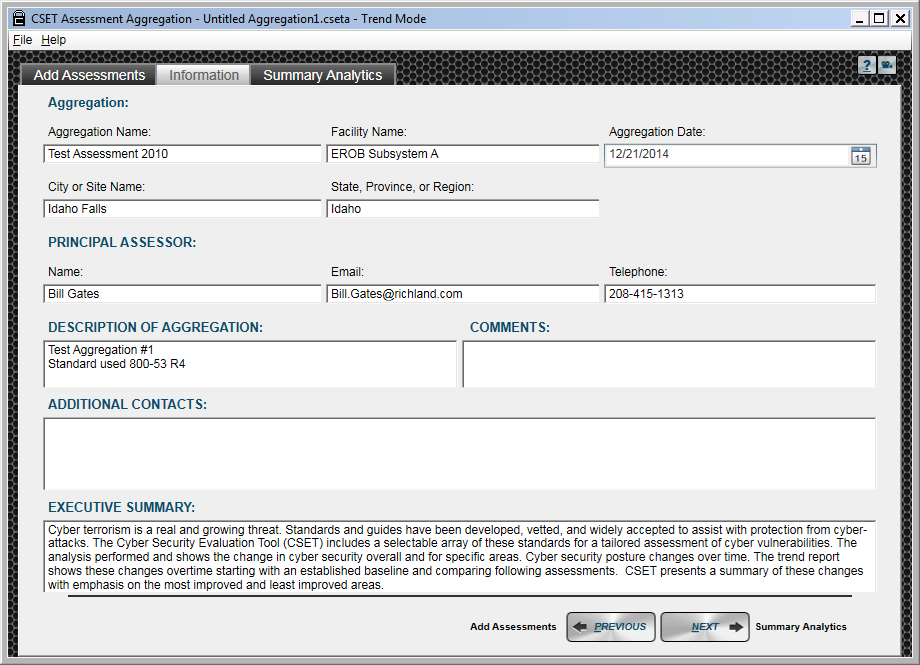 CSET Assessment Aggregation - Untitled Aggregation1.cseta - Trend Mode
File Help
Add Assessments Information Summary Analytics
?
Aggregation:
Aggregation Name: Facility Name: Aggregation Date:
Test Assessment 2010 EROB Subsystem A 12/21/2014 15
City or Site Name: State, Province, or Region:
Idaho Falls Idaho
PRINCIPAL ASSESSOR:
Name: Email: Telephone:
Bill Gates Bill.Gates@richland.com 208-415-1313
DESCRIPTION OF AGGREGATION: COMMENTS:
Test Aggregation #1
Standard used 800-53 R4
ADDITIONAL CONTACTS:
EXECUTIVE SUMMARY:
Cyber terrorism is a real and growing threat. Standards and guides have been developed, vetted, and widely accepted to assist with protection from cyber-
attacks. The Cyber Security Evaluation Tool (CSET) includes a selectable array of these standards for a tailored assessment of cyber vulnerabilities. The
analysis performed and shows the change in cyber security overall and for specific areas. Cyber security posture changes over time. The trend report
shows these changes overtime starting with an established baseline and comparing following assessments. CSET presents a summary of these changes
with emphasis on the most improved and least improved areas.
Add Assessments PREVIOUS NEXT Summary Analytics